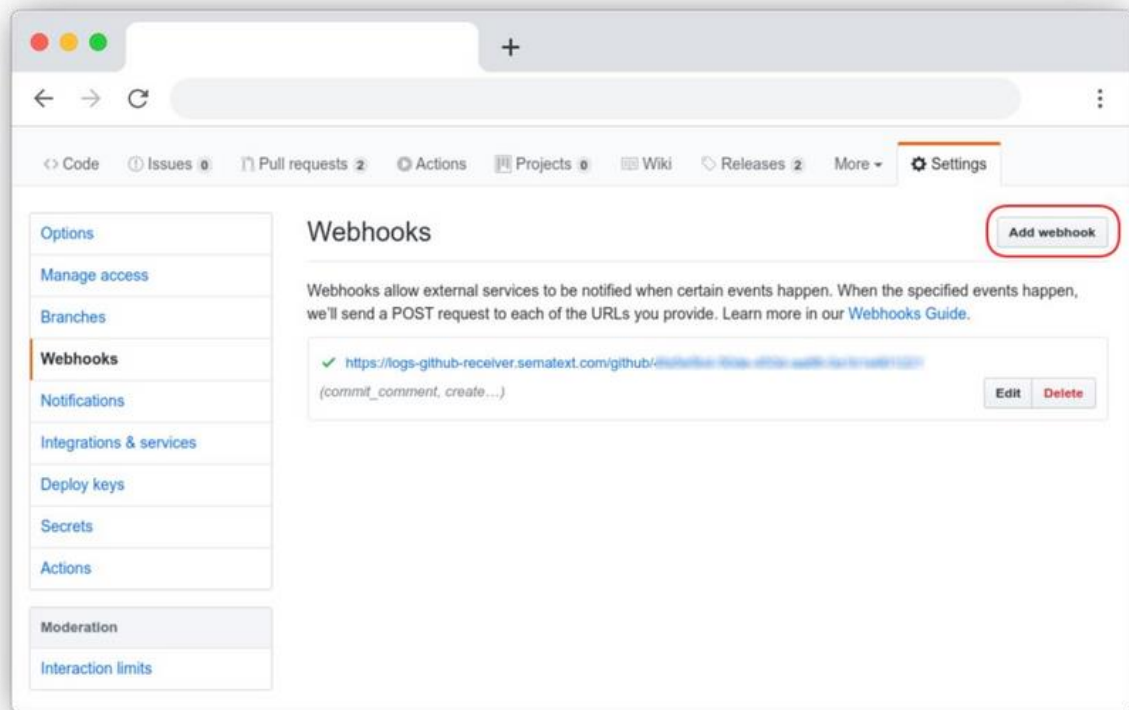 Code Issues 0 Pull requests 2 Actions Projects 0 Wiki Releases 2 More Settings
Options
Manage access
Branches
Webhooks
Notifications
Integrations & services
Deploy keys
Secrets
Actions
Moderation
Interaction limits
Webhooks
Add webhook
Webhooks allow external services to be notified when certain events happen. When the specified events happen,
we'll send a POST request to each of the URLs you provide. Learn more in our Webhooks Guide.
https://logs-github-receiver.sematext.com/github/
(commit_comment, create…)
Edit Delete